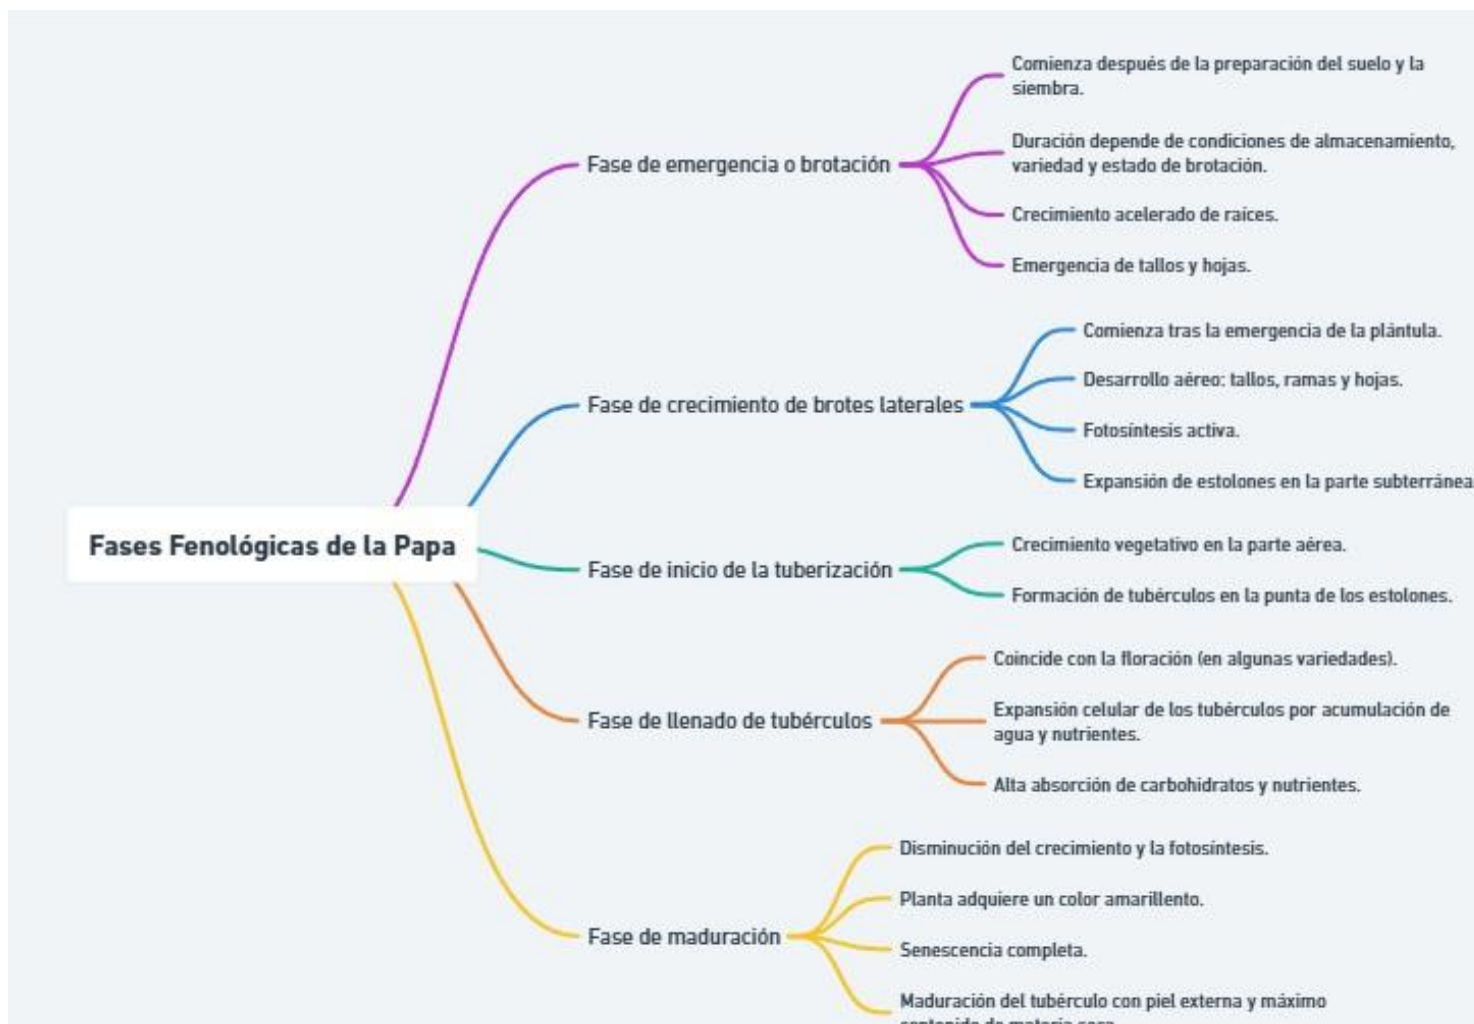 Fases Fenológicas de la Papa
Fase de emergencia o brotación
Comienza después de la preparación del suelo y la
siembra.
Duración depende de condiciones de almacenamiento,
variedad y estado de brotación.
Crecimiento acelerado de raíces.
Emergencia de tallos y hojas.
Fase de crecimiento de brotes laterales
Comienza tras la emergencia de la plántula.
Desarrollo aéreo: tallos, ramas y hojas.
Fotosíntesis activa.
Expansión de estolones en la parte subterránea
Fase de inicio de la tuberización
Crecimiento vegetativo en la parte aérea.
Formación de tubérculos en la punta de los estolones.
Fase de llenado de tubérculos
Coincide con la floración (en algunas variedades).
Expansión celular de los tubérculos por acumulación de
agua y nutrientes.
Alta absorción de carbohidratos y nutrientes.
Fase de maduración
Disminución del crecimiento y la fotosíntesis.
Planta adquiere un color amarillento.
Senescencia completa.
Maduración del tubérculo con piel externa y máximo
contenido de materia seca.